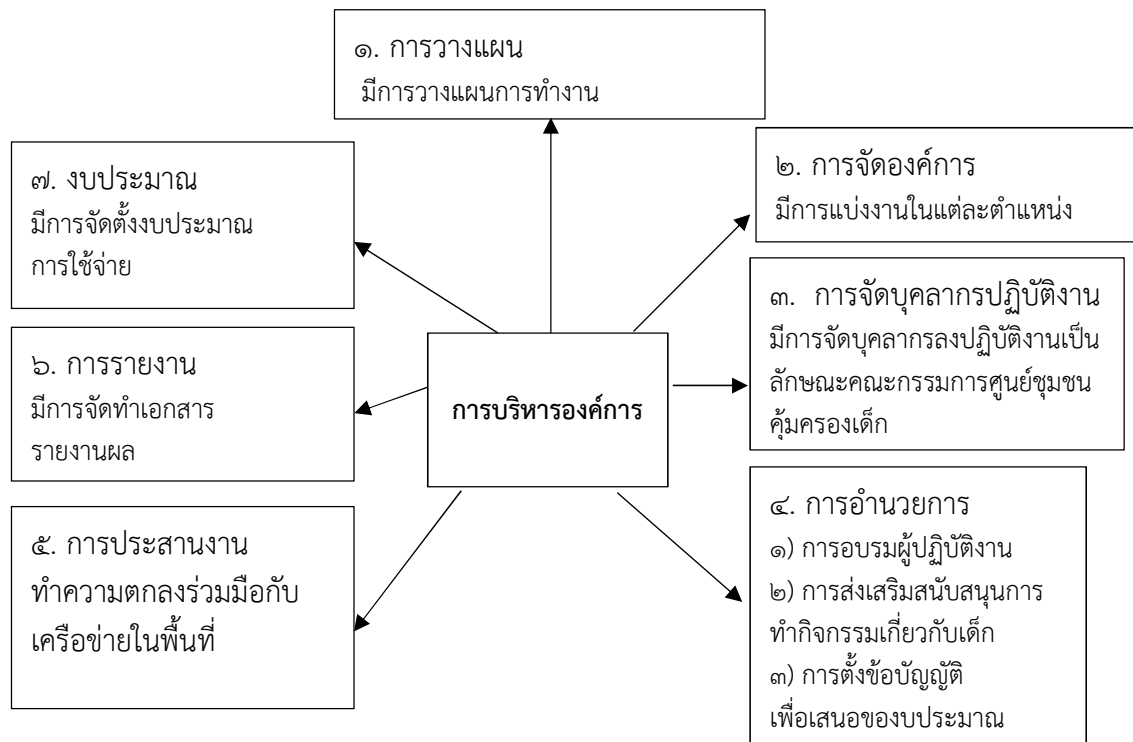 ๑. การวางแผน
มีการวางแผนการทำงาน
๒. การจัดองค์การ
มีการแบ่งงานในแต่ละตำแหน่ง
๓. การจัดบุคลากรปฏิบัติงาน
มีการจัดบุคลากรลงปฏิบัติงานเป็น
ลักษณะคณะกรรมการศูนย์ชุมชน
คุ้มครองเด็ก
๔. การอำนวยการ
๑) การอบรมผู้ปฏิบัติงาน
๒) การส่งเสริมสนับสนุนการ
ทำกิจกรรมเกี่ยวกับเด็ก
๓) การตั้งข้อบัญญัติ
เพื่อเสนอของบประมาณ
๕. การประสานงาน
ทำความตกลงร่วมมือกับ
เครือข่ายในพื้นที่
๖. การรายงาน
มีการจัดทำเอกสาร
รายงานผล
๗. งบประมาณ
มีการจัดตั้งงบประมาณ
การใช้จ่าย
การบริหารองค์การ